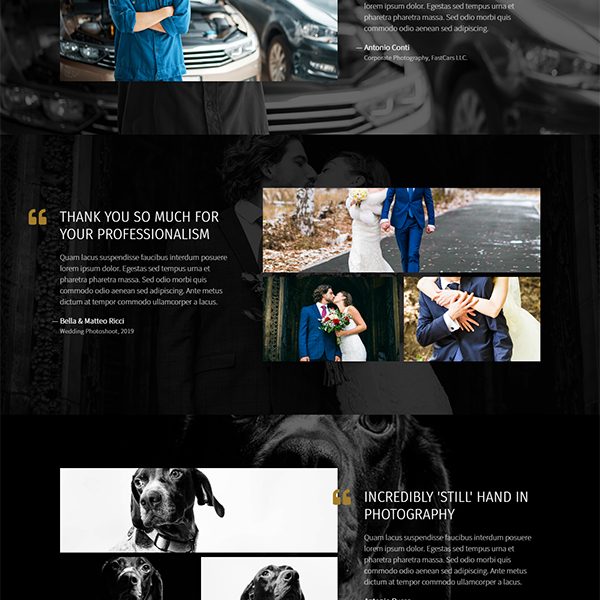 lorem ipsum dolor. Egestas sed tempus urna et
pharetra pharetra massa. Sed odio morbi quis
commodo odio aenean sed adipiscing.
— Antonio Conti
Corporate Photography, FastCars LLC.
THANK YOU SO MUCH FOR
YOUR PROFESSIONALISM
Quam lacus suspendisse faucibus interdum posuere
lorem ipsum dolor. Egestas sed tempus urna et
pharetra pharetra massa. Sed odio morbi quis
commodo odio aenean sed adipiscing. Ante metus
dictum at tempor commodo ullamcorper a lacus.
— Bella & Matteo Ricci
Wedding Photoshoot, 2019
INCREDIBLY 'STILL' HAND IN
PHOTOGRAPHY
Quam lacus suspendisse faucibus interdum posuere
lorem ipsum dolor. Egestas sed tempus urna et
pharetra pharetra massa. Sed odio morbi quis
commodo odio aenean sed adipiscing. Ante metus
dictum at tempor commodo ullamcorper a lacus.